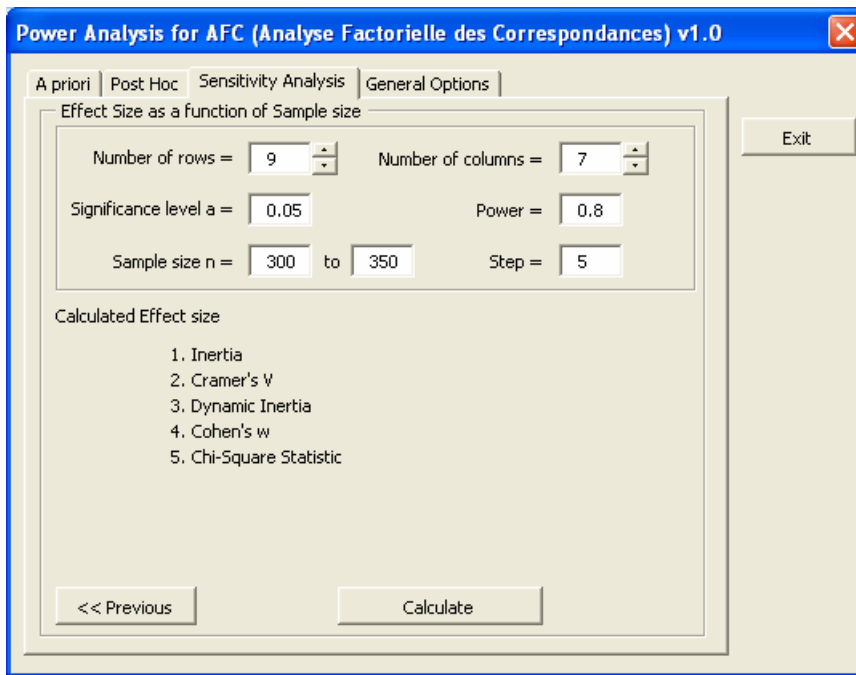 Power Analysis for AFC (Analyse Factorielle des Correspondances) v1.0
A priori Post Hoc Sensitivity Analysis General Options
Exit
Effect Size as a function of Sample size
Number of rows = 9 Number of columns = 7
Significance level a = 0.05 Power = 0.8
Sample size n = 300 to 350 Step = 5
Calculated Effect size
1. Inertia
2. Cramer's V
3. Dynamic Inertia
4. Cohen's w
5. Chi-Square Statistic
<< Previous Calculate